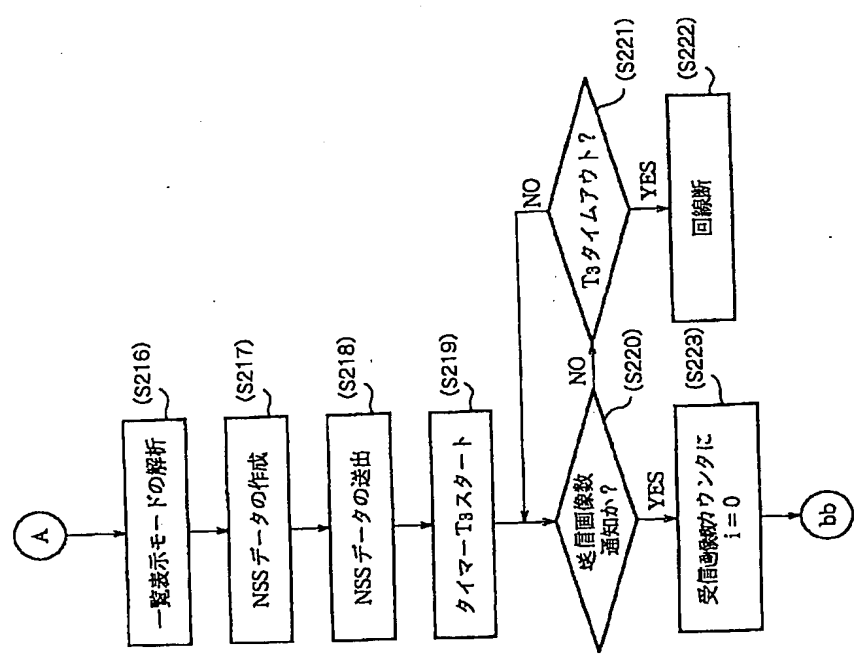 A
一覧表示モードの解析
(S216)
NSSデータの作成
(S217)
NSSデータの送出
(S218)
タイマーT3スタート
(S219)
送信画像数
通知か?
(S220)
NO
YES
T3タイムアウト?
(S221)
NO
YES
回線断
(S222)
受信画像数カウンタに
i=0
(S223)
bb